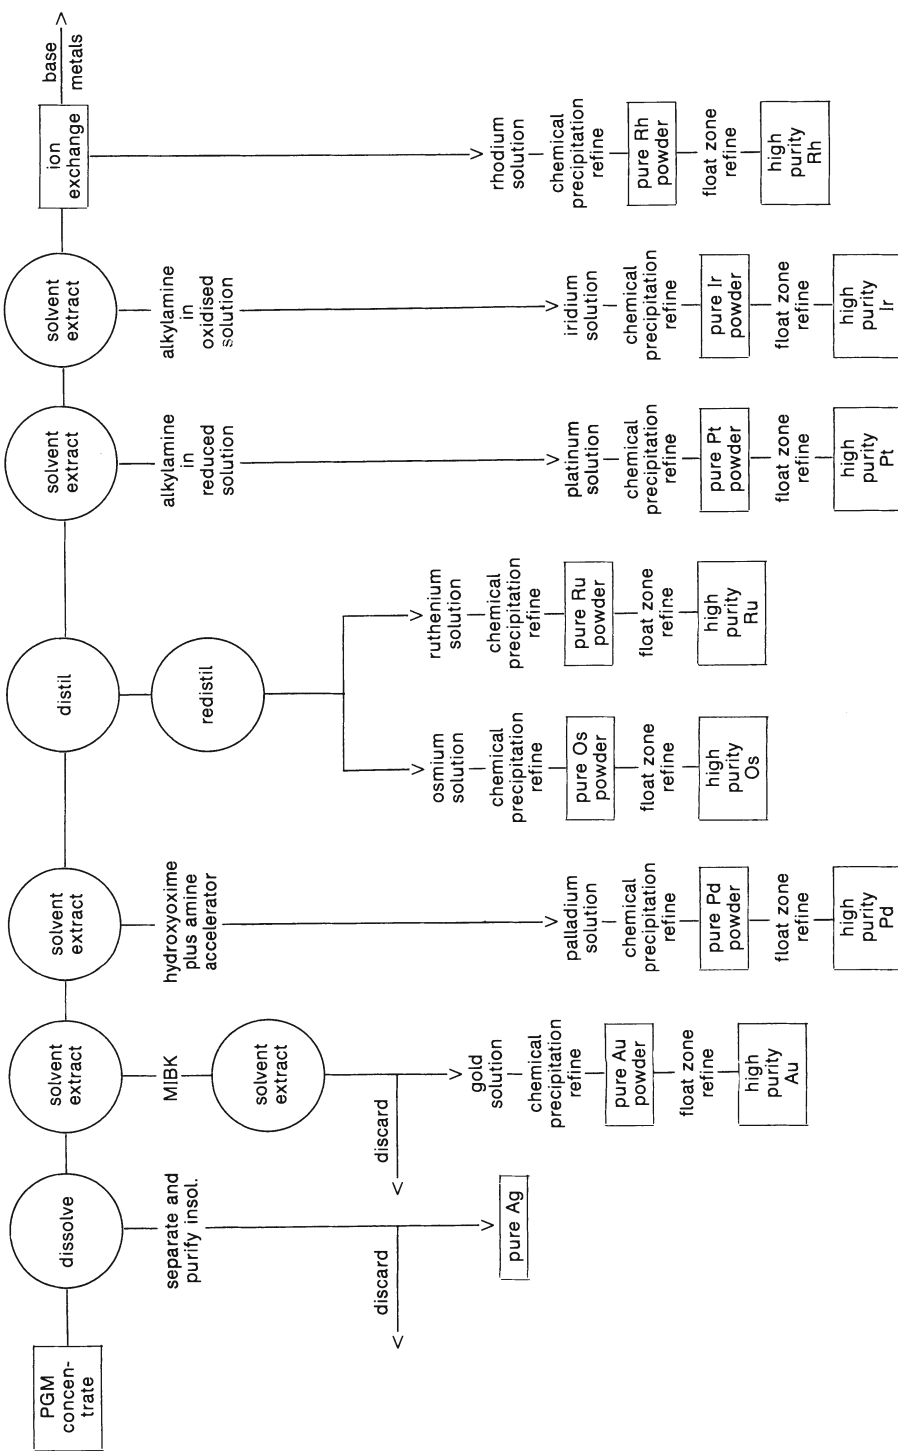 PGM
concen-
trate
dissolve
separate and
purify insol.
discard
pure Ag
solvent
extract
MIBK
solvent
extract
discard
gold
solution
chemical
precipitation
refine
pure Au
powder
float zone
refine
high
purity
Au
solvent
extract
hydroxyoxime
plus amine
accelerator
palladium
solution
chemical
precipitation
refine
pure Pd
powder
float zone
refine
high
purity
Pd
distil
redistil
osmium
solution
chemical
precipitation
refine
pure Os
powder
float zone
refine
high
purity
Os
ruthenium
solution
chemical
precipitation
refine
pure Ru
powder
float zone
refine
high
purity
Ru
solvent
extract
alkylamine
in
reduced
solution
platinum
solution
chemical
precipitation
refine
pure Pt
powder
float zone
refine
high
purity
Pt
solvent
extract
alkylamine
in
oxidised
solution
iridium
solution
chemical
precipitation
refine
pure Ir
powder
float zone
refine
high
purity
Ir
ion
exchange
base
metals
rhodium
solution
chemical
precipitation
refine
pure Rh
powder
float zone
refine
high
purity
Rh